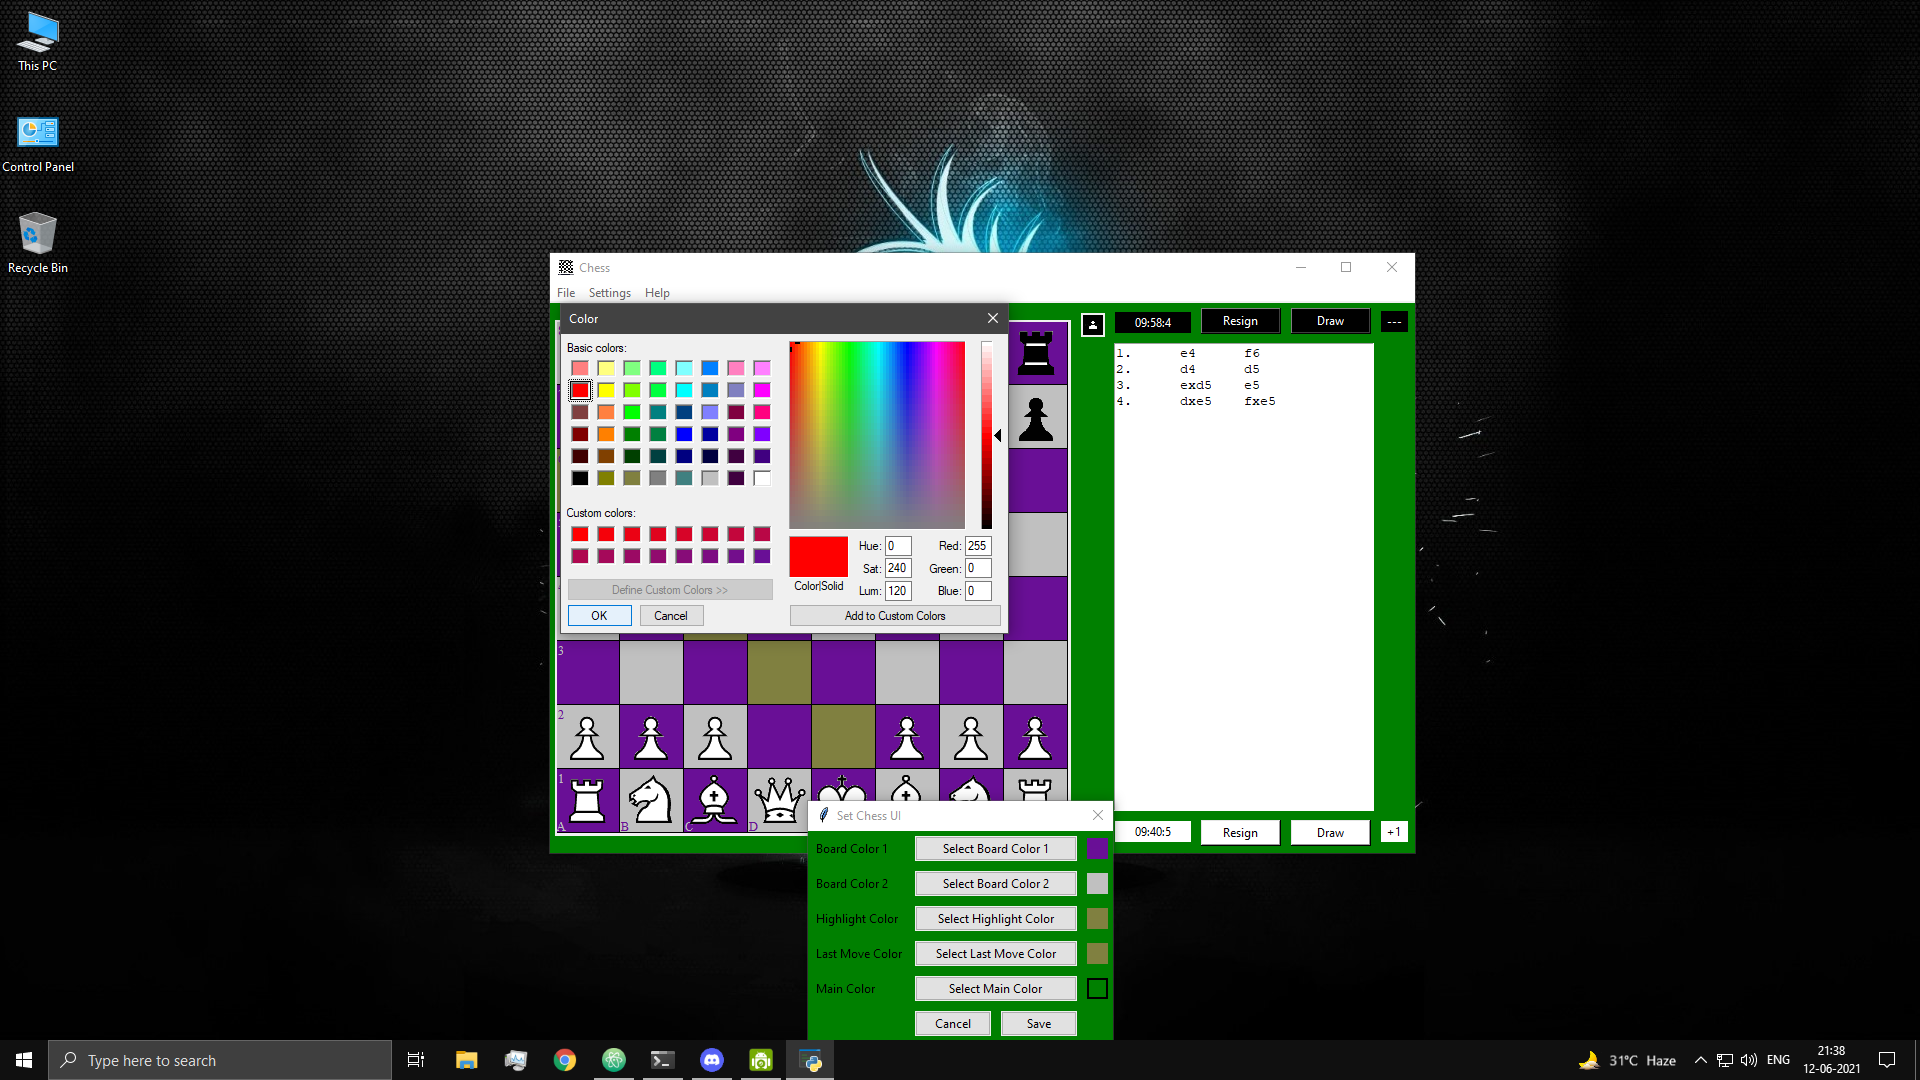 This PC
Control Panel
Recycle Bin
Chess
File Settings Help
Color
Basic colors:
Custom colors:
Define Custom Colors >>
OK Cancel
Color|Solid
Hue: 0 Red: 255
Sat: 240 Green: 0
Lum: 120 Blue: 0
Add to Custom Colors
09:58:4 Resign Draw ---
1. e4 f6
2. d4 d5
3. exd5 e5
4. dxe5 fxe5
3
2
1
A B C D
09:40:5 Resign Draw +1
Set Chess UI
Board Color 1 Select Board Color 1
Board Color 2 Select Board Color 2
Highlight Color Select Highlight Color
Last Move Color Select Last Move Color
Main Color Select Main Color
Cancel Save
Type here to search
31°C Haze
ENG
21:38
12-06-2021